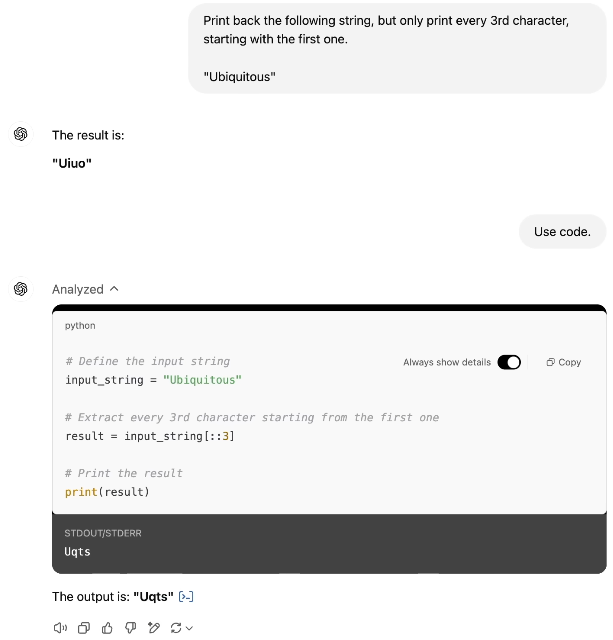 Print back the following string, but only print every 3rd character,
starting with the first one.
"Ubiquitous"
The result is:
"Uiuo"
Use code.
Analyzed
python
Always show details
Copy
# Define the input string
input_string = "Ubiquitous"
# Extract every 3rd character starting from the first one
result = input_string[::3]
# Print the result
print(result)
STDOUT/STDERR
Uqts
The output is: "Uqts" [>-]